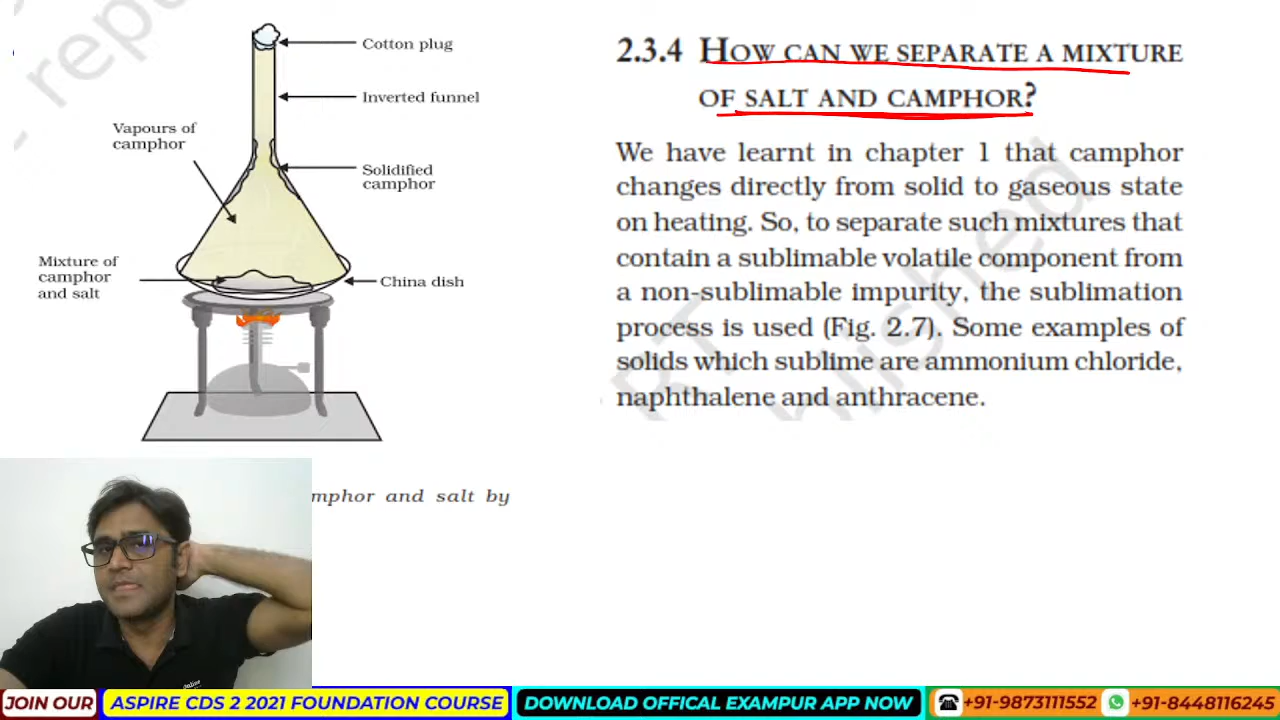 Cotton plug
Inverted funnel
Vapours of
camphor
Solidified
camphor
Mixture of
camphor
and salt
China dish
mphor and salt by
2.3.4 HOW CAN WE SEPARATE A MIXTURE
OF SALT AND CAMPHOR?
We have learnt in chapter 1 that camphor
changes directly from solid to gaseous state
on heating. So, to separate such mixtures that
contain a sublimable volatile component from
a non-sublimable impurity, the sublimation
process is used (Fig. 2.7). Some examples of
solids which sublime are ammonium chloride,
naphthalene and anthracene.
JOIN OUR
ASPIRE CDS 2 2021 FOUNDATION COURSE
DOWNLOAD OFFICAL EXAMPUR APP NOW
+91-9873111552
+91-8448116245